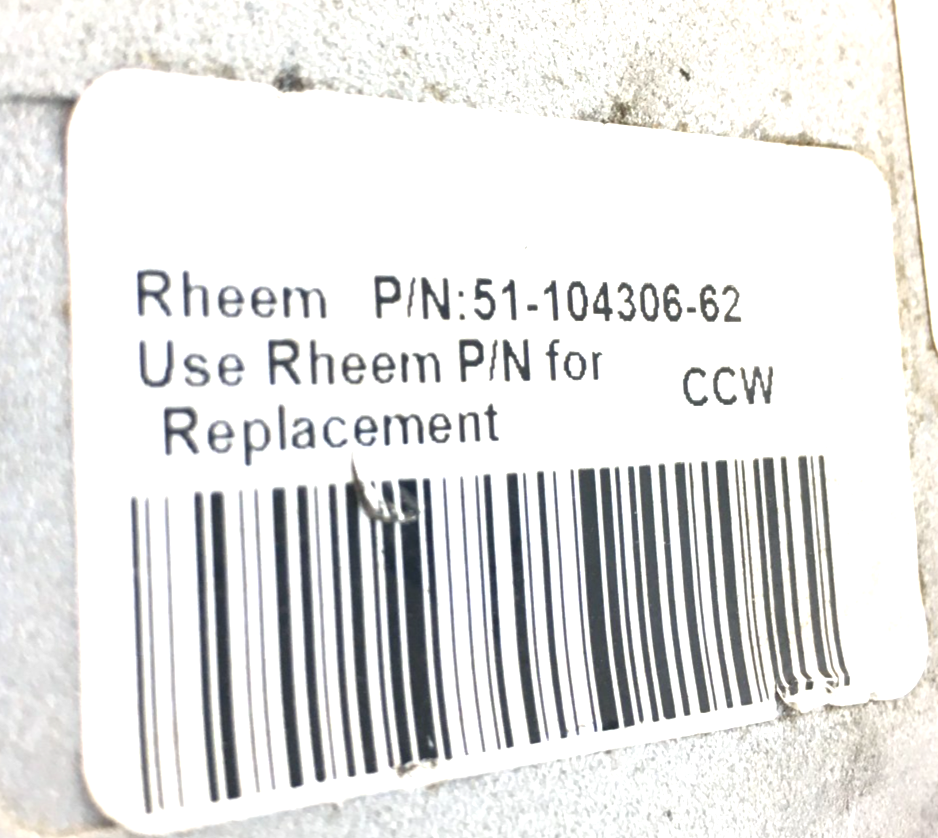 Rheem P/N:51-104306-62
Use Rheem P/N for
CCW
Replacement